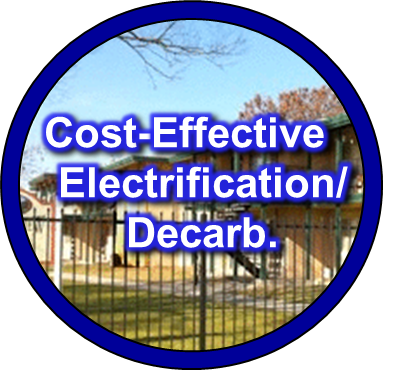 Cost-Effective
Electrification/
Decarb.